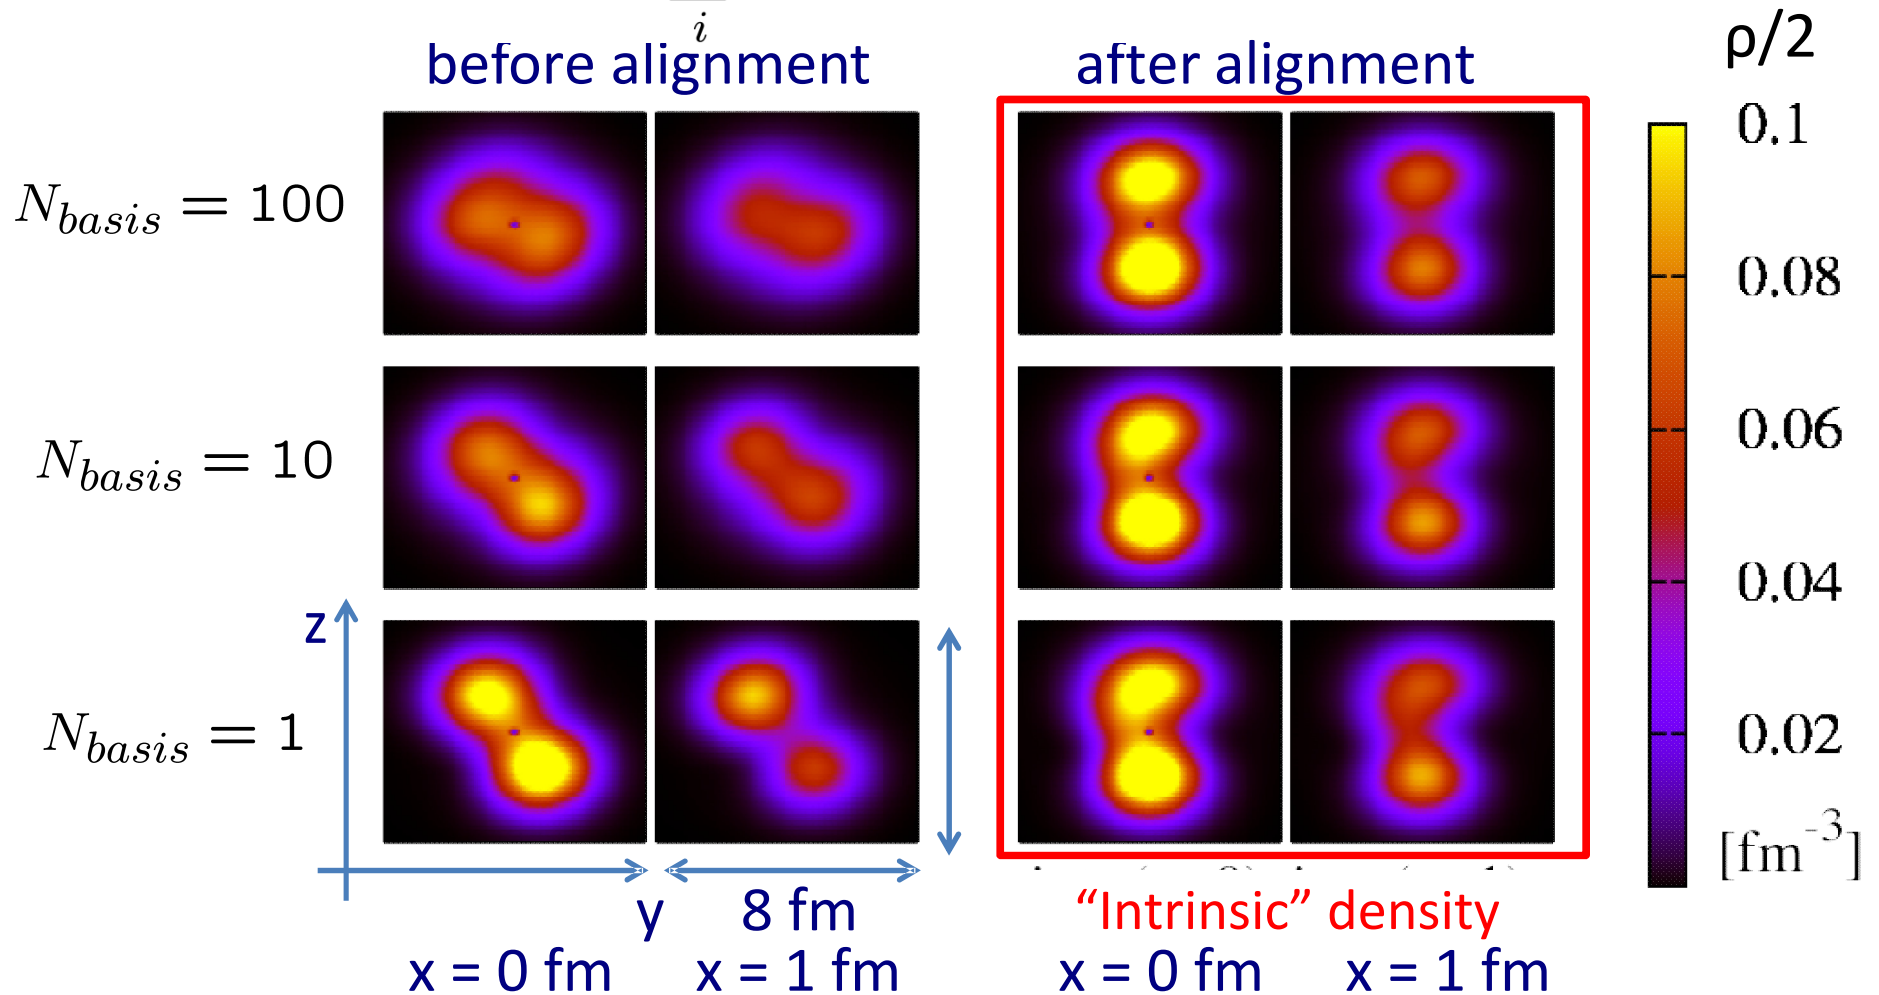 i
before alignment
after alignment
ρ/2
N_basis = 100
N_basis = 10
N_basis = 1
0.1
0.08
0.06
0.04
0.02
[fm^-3]
z
y
8 fm
"Intrinsic" density
x = 0 fm
x = 1 fm
x = 0 fm
x = 1 fm